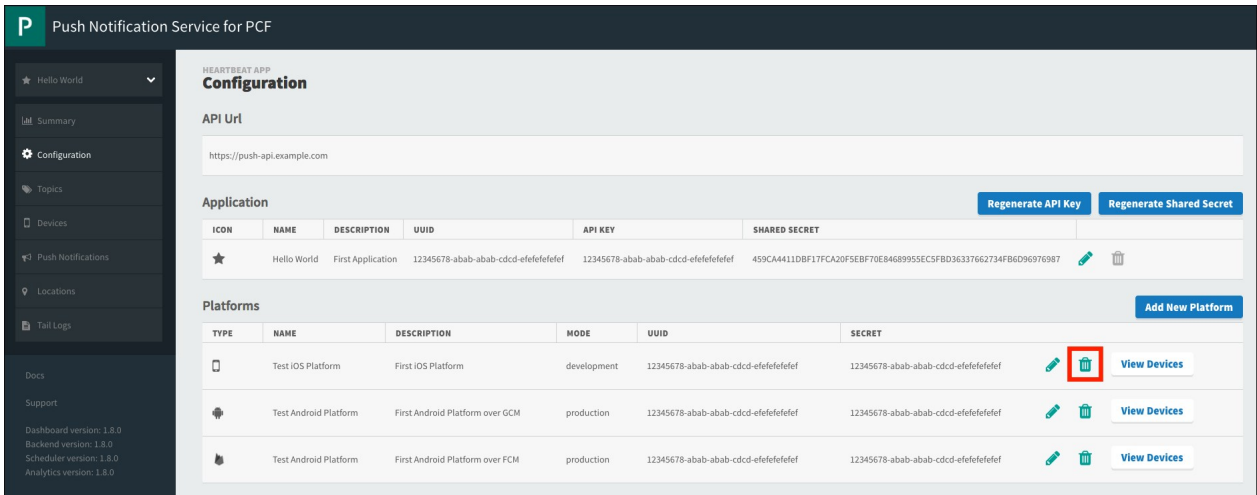 P Push Notification Service for PCF
Hello World
Summary
Configuration
Topics
Devices
Push Notifications
Locations
Tail Logs
Docs
Support
Dashboard version: 1.8.0
Backend version: 1.8.0
Scheduler version: 1.8.0
Analytics version: 1.8.0
HEARTBEAT APP
Configuration
API Url
https://push-api.example.com
Application Regenerate API Key Regenerate Shared Secret
ICON NAME DESCRIPTION UUID API KEY SHARED SECRET
Hello World First Application 12345678-abab-abab-cdcd-efefefefefef 12345678-abab-abab-cdcd-efefefefefef 459CA4411DBF17FCA20F5EBF70E84689955EC5FBD36337662734FB6D96976987
Platforms Add New Platform
TYPE NAME DESCRIPTION MODE UUID SECRET
Test iOS Platform First iOS Platform development 12345678-abab-abab-cdcd-efefefefefef 12345678-abab-abab-cdcd-efefefefefef View Devices
Test Android Platform First Android Platform over GCM production 12345678-abab-abab-cdcd-efefefefefef 12345678-abab-abab-cdcd-efefefefefef View Devices
Test Android Platform First Android Platform over FCM production 12345678-abab-abab-cdcd-efefefefefef 12345678-abab-abab-cdcd-efefefefefef View Devices